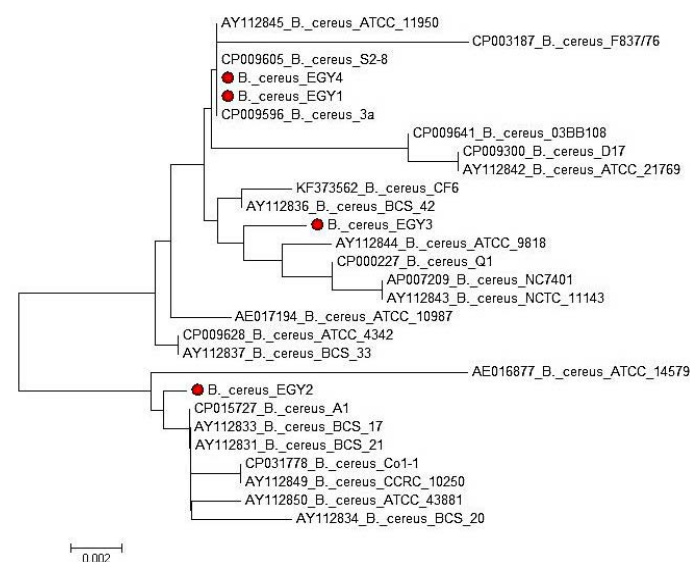 AY112845_B._cereus_ATCC_11950
CP003187_B._cereus_F837/76
CP009605_B._cereus_S2-8
B._cereus_EGY4
B._cereus_EGY1
CP009596_B._cereus_3a
CP009641_B._cereus_03BB108
CP009300_B._cereus_D17
AY112842_B._cereus_ATCC_21769
KF373562_B._cereus_CF6
AY112836_B._cereus_BCS_42
B._cereus_EGY3
AY112844_B._cereus_ATCC_9818
CP000227_B._cereus_Q1
AP007209_B._cereus_NC7401
AY112843_B._cereus_NCTC_11143
AE017194_B._cereus_ATCC_10987
CP009628_B._cereus_ATCC_4342
AY112837_B._cereus_BCS_33
AE016877_B._cereus_ATCC_14579
B._cereus_EGY2
CP015727_B._cereus_A1
AY112833_B._cereus_BCS_17
AY112831_B._cereus_BCS_21
CP031778_B._cereus_Co1-1
AY112849_B._cereus_CCRC_10250
AY112850_B._cereus_ATCC_43881
AY112834_B._cereus_BCS_20
0.002